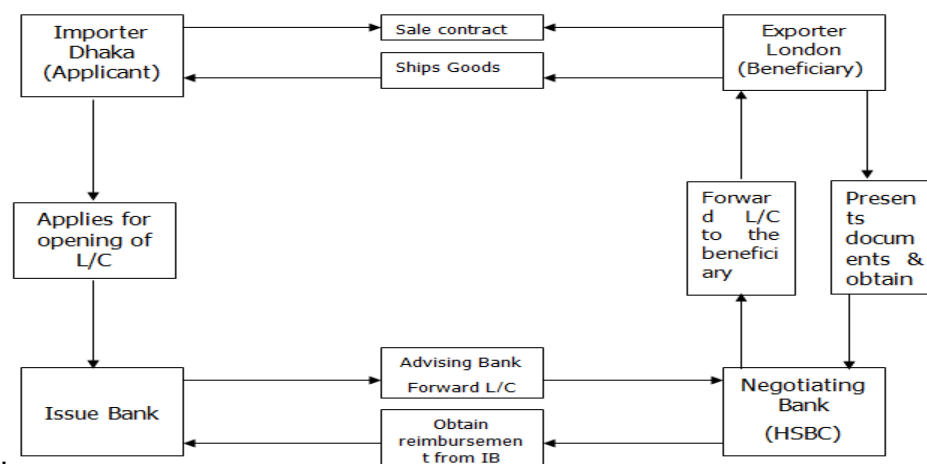 Importer
Dhaka
(Applicant)
Sale contract
Exporter
London
(Beneficiary)
Ships Goods
Applies for
opening of
L/C
Forwar
d L/C
to the
benefici
ary
Presen
ts
docum
ents &
obtain
Issue Bank
Advising Bank
Forward L/C
Obtain
reimbursemen
t from IB
Negotiating
Bank
(HSBC)
.